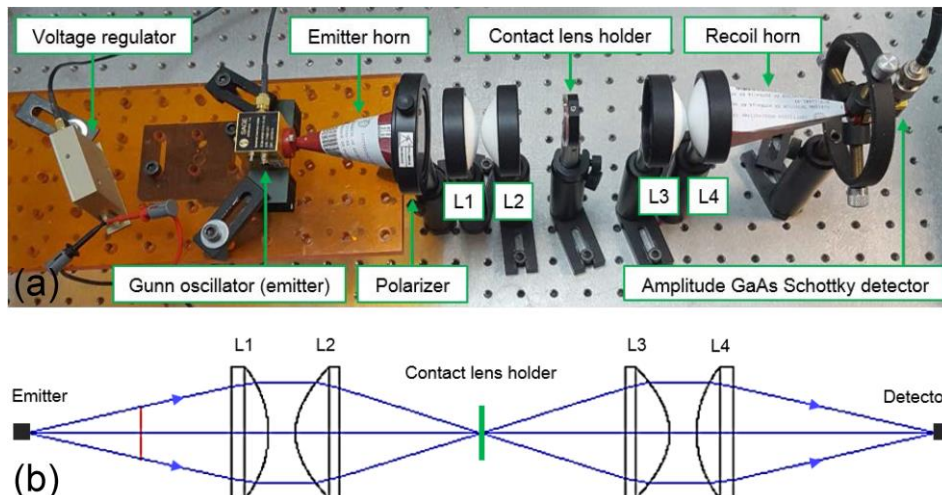 Voltage regulator
Emitter horn
Contact lens holder
Recoil horn
L1
L2
L3
L4
(a)
Gunn oscillator (emitter)
Polarizer
Amplitude GaAs Schottky detector
L1
L2
L3
L4
Contact lens holder
Emitter
Detecto
(b)